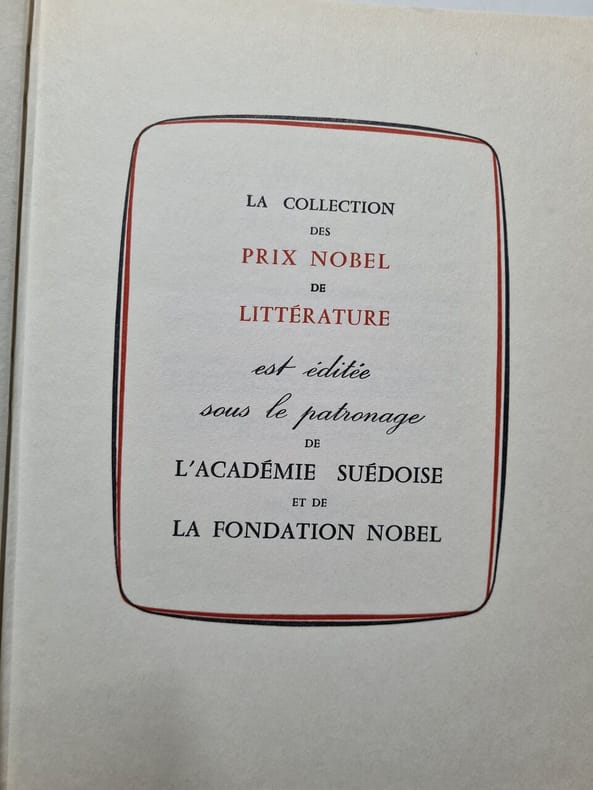 LA COLLECTION
DES
PRIX NOBEL
DE
LITTÉRATURE
est éditée
sous le patronage
DE
L'ACADÉMIE SUÉDOISE
ET DE
LA FONDATION NOBEL